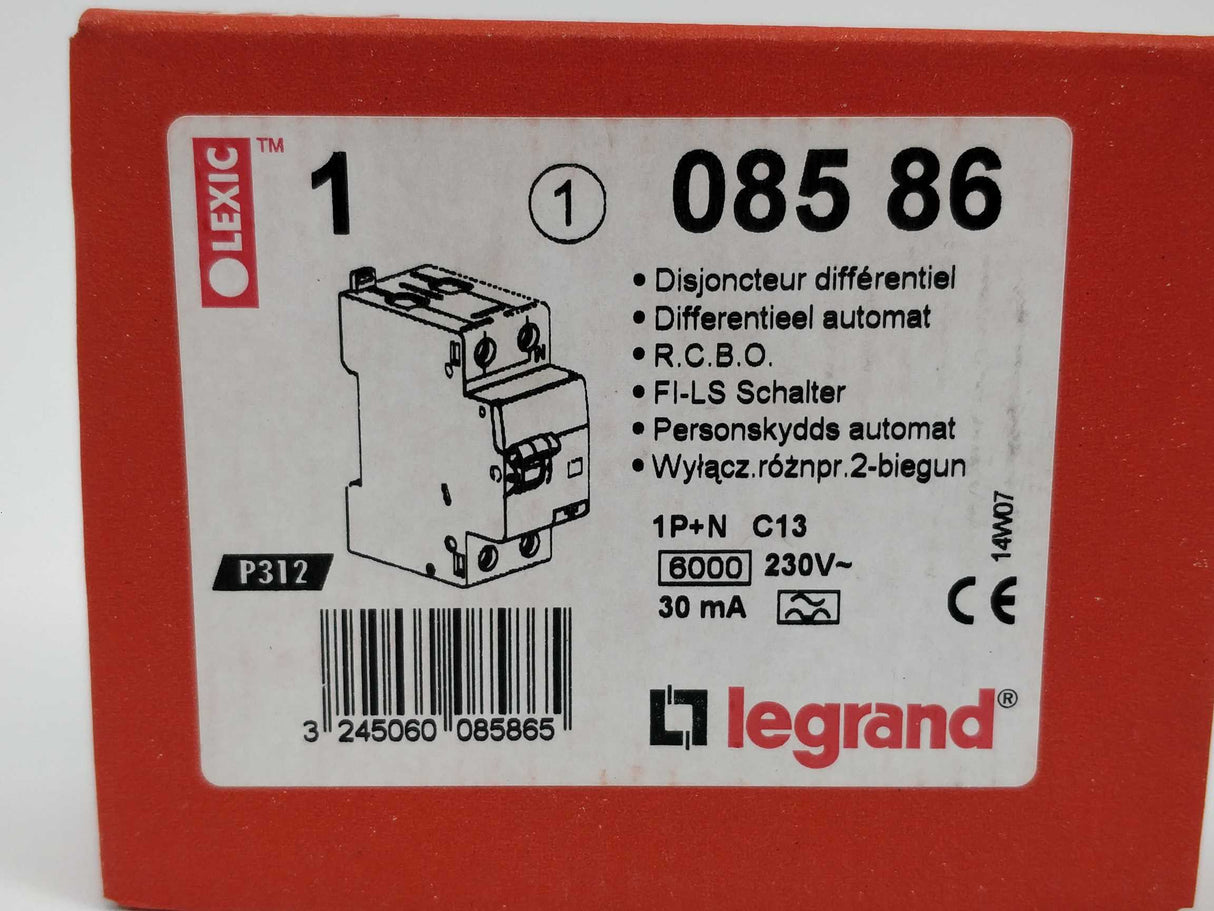 LEXIC™
1 1 085 86
• Disjoncteur différentiel
• Differentieel automat
• R.C.B.O.
• FI-LS Schalter
• Personskydds automat
• Wyłącz.różnpr.2-biegun
N
1P+N C13
6000 230V~
30 mA
14W07
CE
P312
3 245060 085865
legrand®